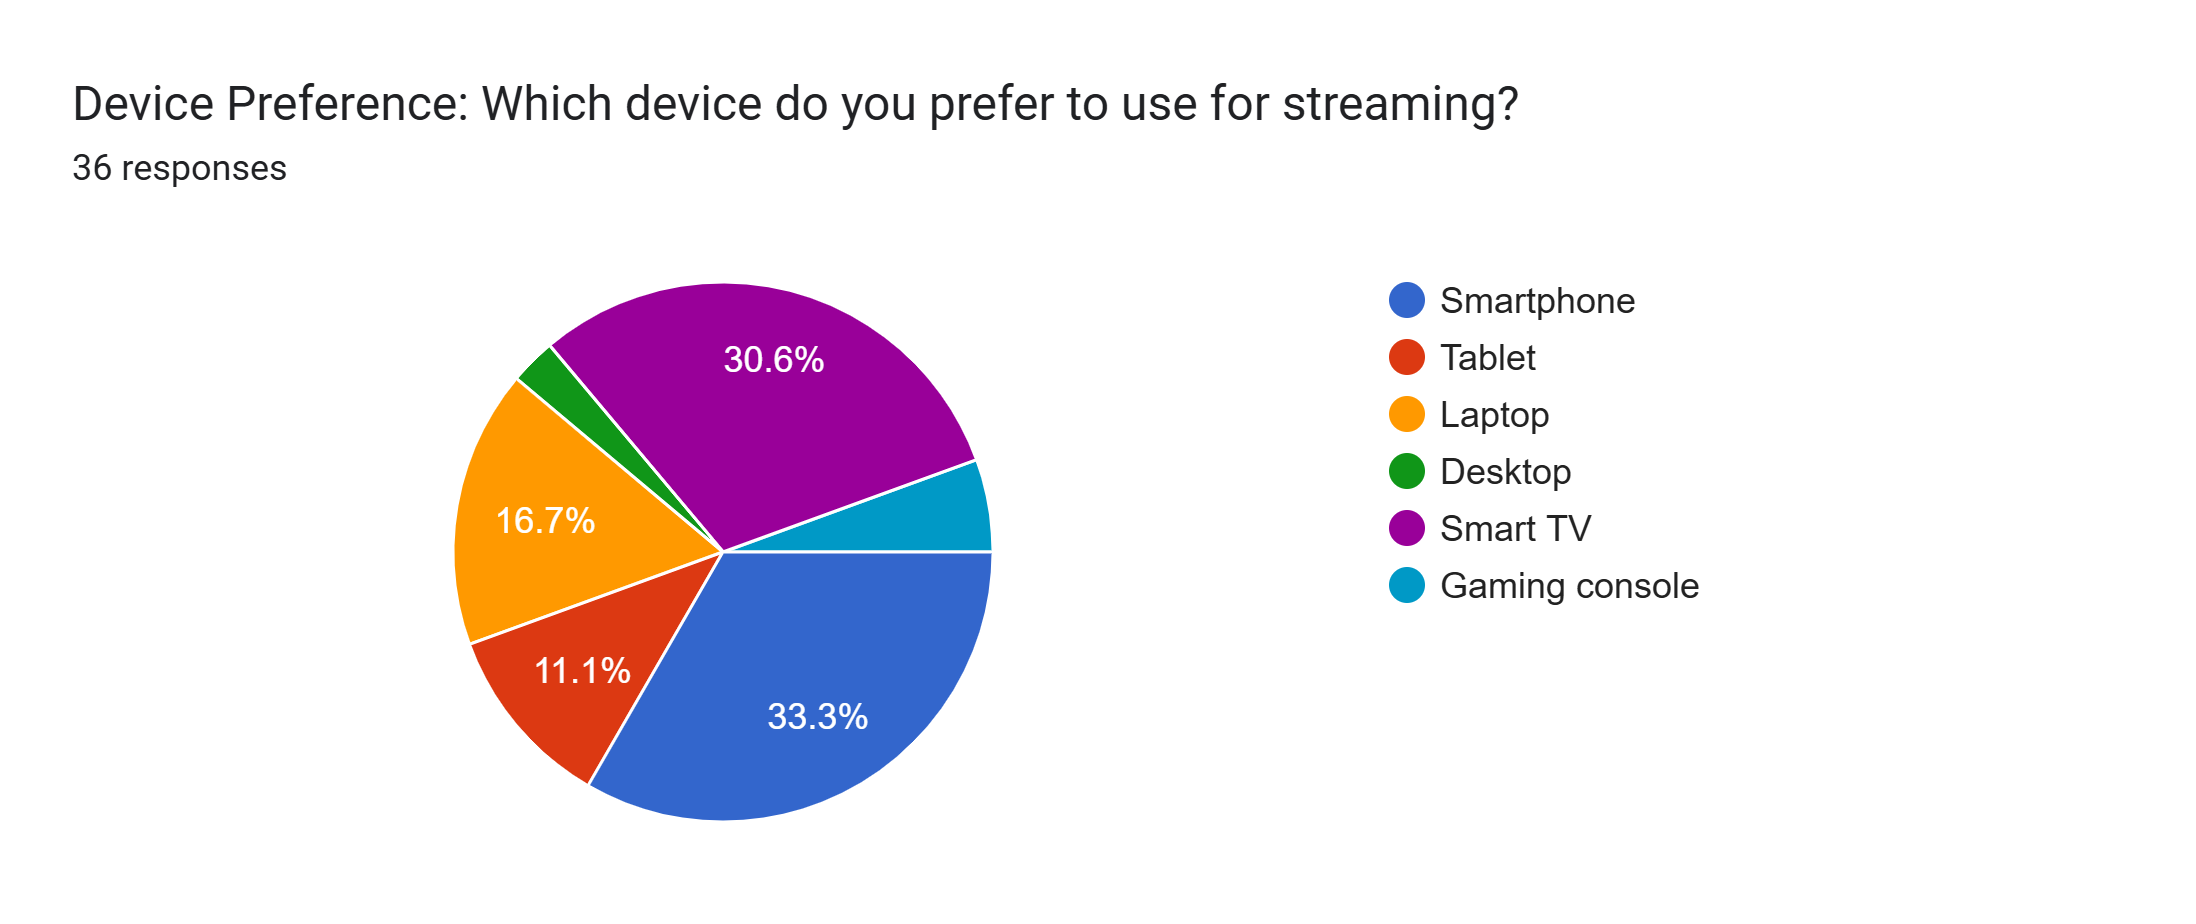 Device Preference: Which device do you prefer to use for streaming?
36 responses
30.6%
16.7%
11.1%
33.3%
Smartphone
Tablet
Laptop
Desktop
Smart TV
Gaming console